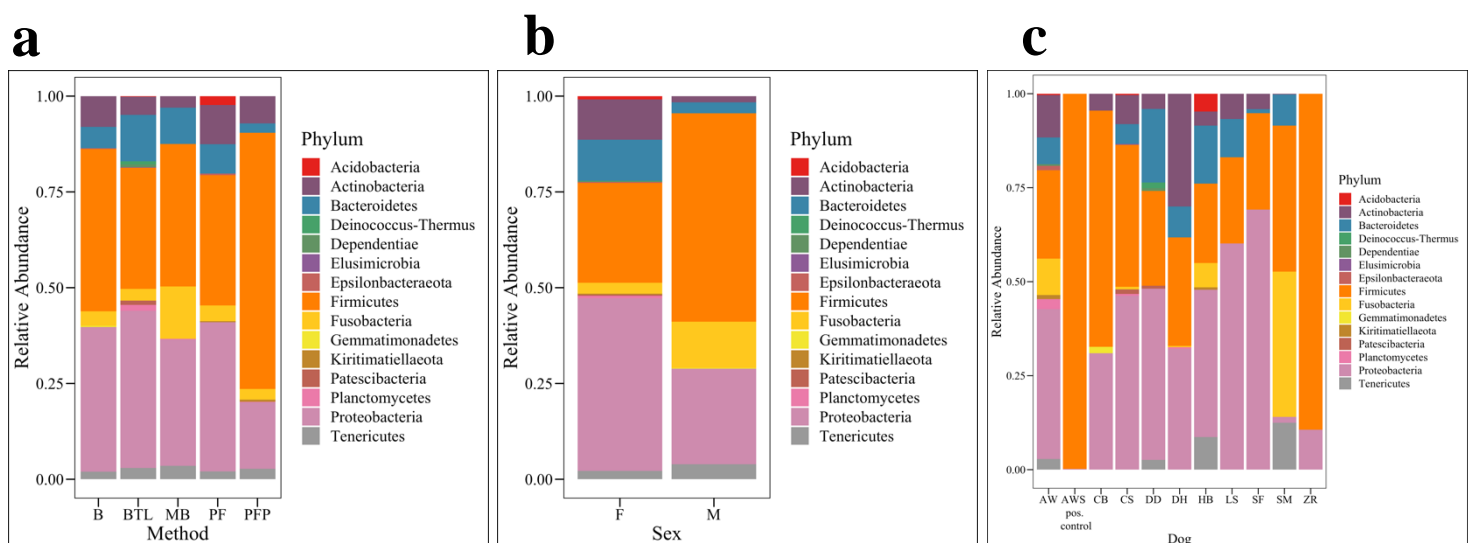 a
1.00
0.75
0.50
0.25
0.00
Relative Abundance
B BTL MB PF PFP
Method
Phylum
Acidobacteria
Actinobacteria
Bacteroidetes
Deinococcus-Thermus
Dependentiae
Elusimicrobia
Epsilonbacteraeota
Firmicutes
Fusobacteria
Gemmatimonadetes
Kiritimatiellaeota
Patescibacteria
Planctomycetes
Proteobacteria
Tenericutes
b
1.00
0.75
0.50
0.25
0.00
Relative Abundance
F M
Sex
Phylum
Acidobacteria
Actinobacteria
Bacteroidetes
Deinococcus-Thermus
Dependentiae
Elusimicrobia
Epsilonbacteraeota
Firmicutes
Fusobacteria
Gemmatimonadetes
Kiritimatiellaeota
Patescibacteria
Planctomycetes
Proteobacteria
Tenericutes
c
1.00
0.75
0.50
0.25
0.00
Relative Abundance
AW AWS CB CS DD DH HB LS SF SM ZR
pos.
control
Dog
Phylum
Acidobacteria
Actinobacteria
Bacteroidetes
Deinococcus-Thermus
Dependentiae
Elusimicrobia
Epsilonbacteraeota
Firmicutes
Fusobacteria
Gemmatimonadetes
Kiritimatiellaeota
Patescibacteria
Planctomycetes
Proteobacteria
Tenericutes